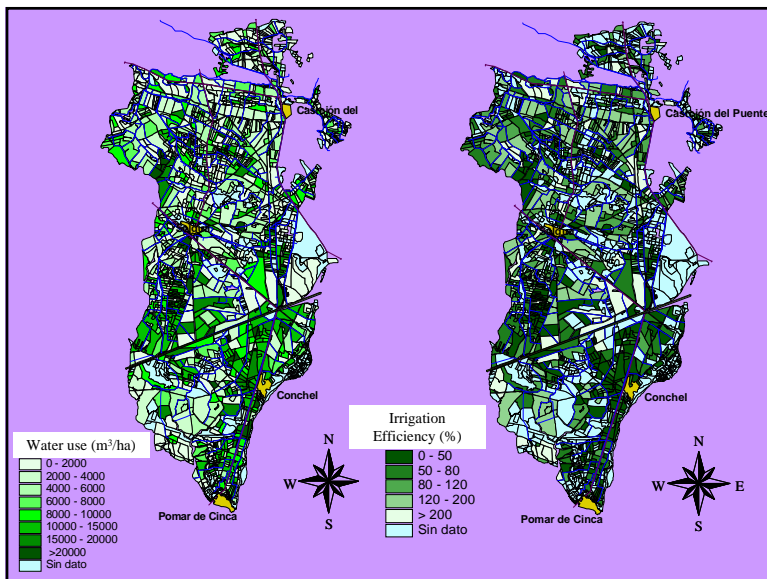 Castejón del
Castejón del Puente
Conchel
Conchel
Water use (m³/ha)
0 - 2000
2000 - 4000
4000 - 6000
6000 - 8000
8000 - 10000
10000 - 15000
15000 - 20000
>20000
Sin dato
N
W
S
Pomar de Cinca
Irrigation
Efficiency (%)
0 - 50
50 - 80
80 - 120
120 - 200
> 200
Sin dato
N
W E
S
Pomar de Cinca